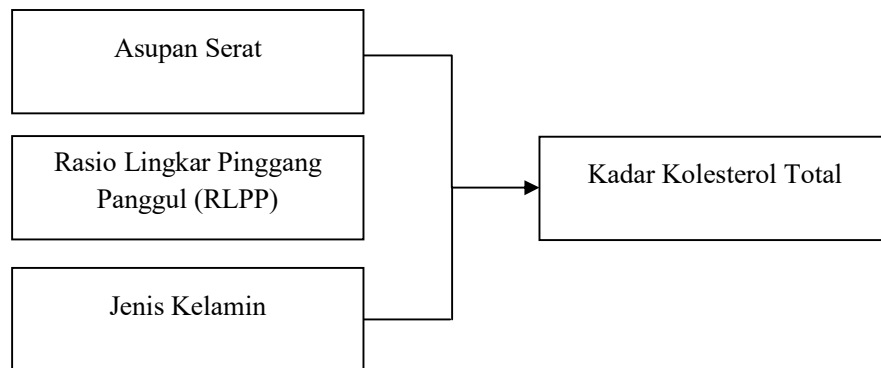 Asupan Serat
Rasio Lingkar Pinggang
Panggul (RLPP)
Kadar Kolesterol Total
Jenis Kelamin